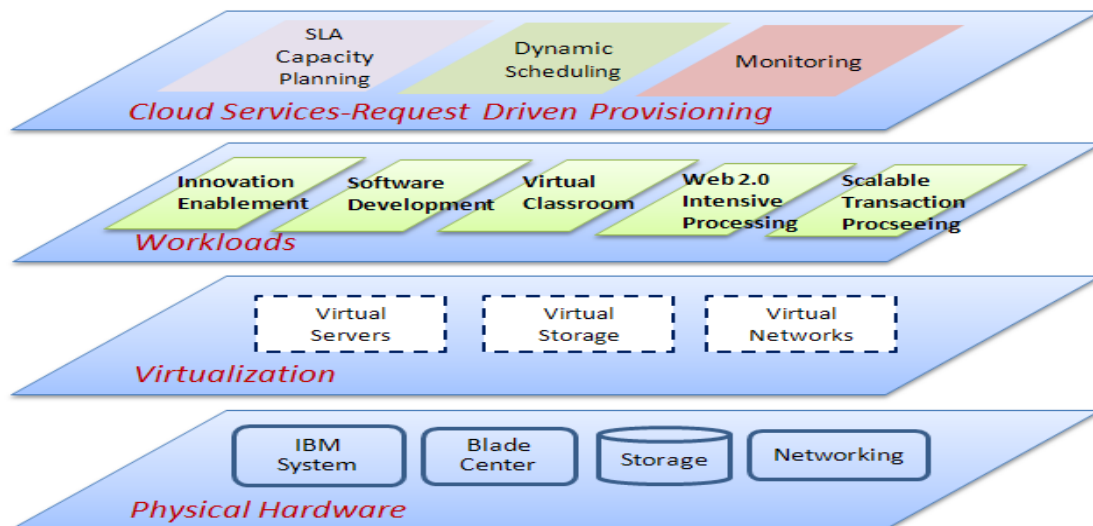 SLA
Capacity
Planning
Dynamic
Scheduling
Monitoring
Cloud Services-Request Driven Provisioning
Innovation
Enablement
Software
Development
Virtual
Classroom
Web 2.0
Intensive
Processing
Scalable
Transaction
Procseeing
Workloads
Virtual
Servers
Virtual
Storage
Virtual
Networks
Virtualization
IBM
System
Blade
Center
Storage
Networking
Physical Hardware